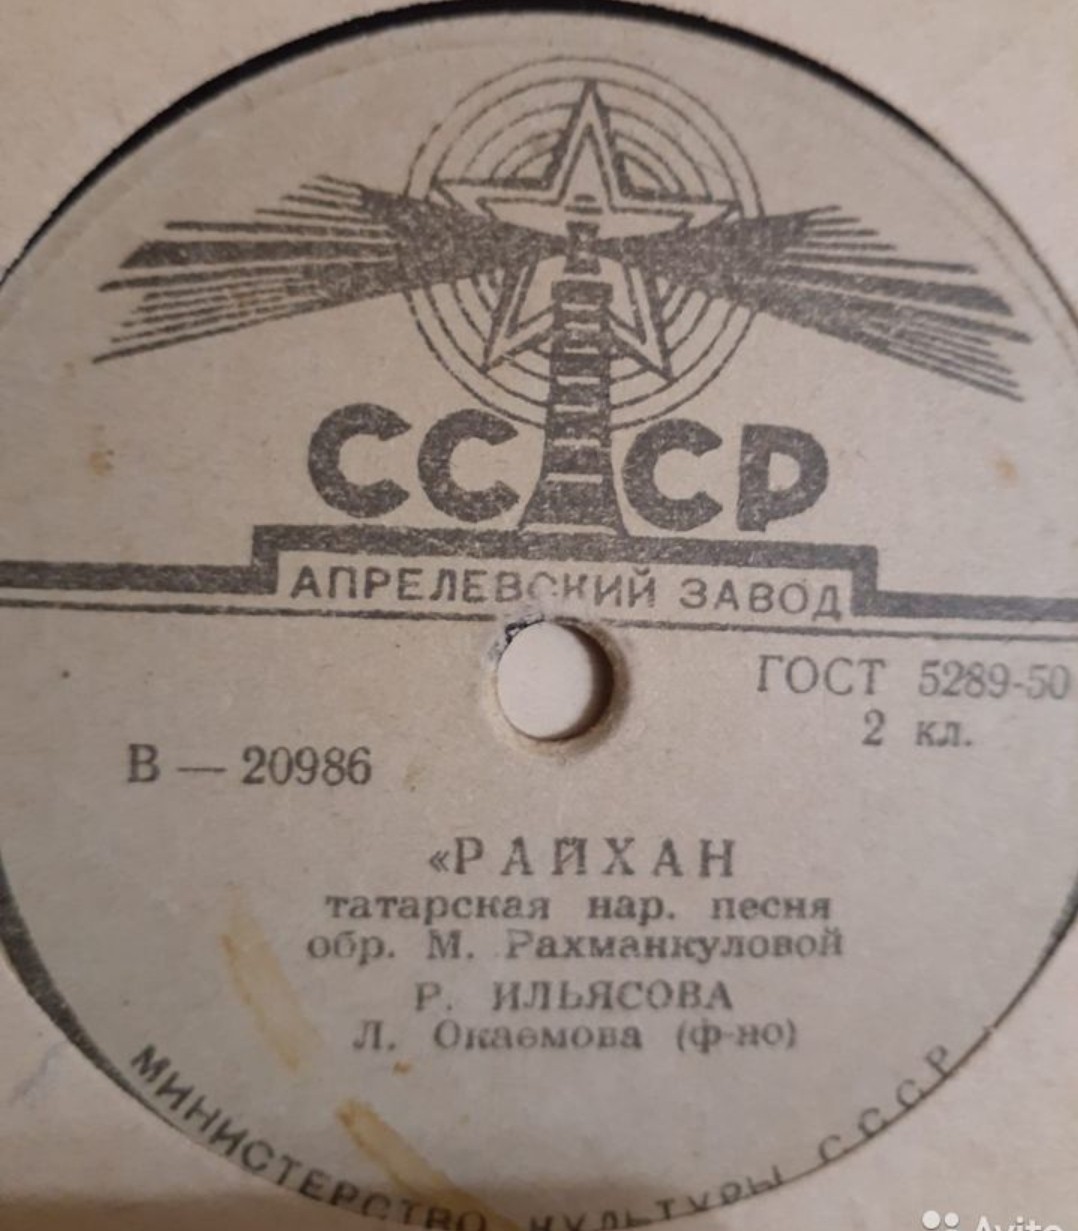 СССР
АПРЕЛЕВСКИЙ ЗАВОД
ГОСТ 5289-50
2 кл.
В — 20986
«РАЙХАН
татарская нар. песня
обр. М. Рахманкуловой
Р. ИЛЬЯСОВА
Л. Окаемова (ф-но)
МИНИСТЕРСТВО КУЛЬТУРЫ СССР
Avito